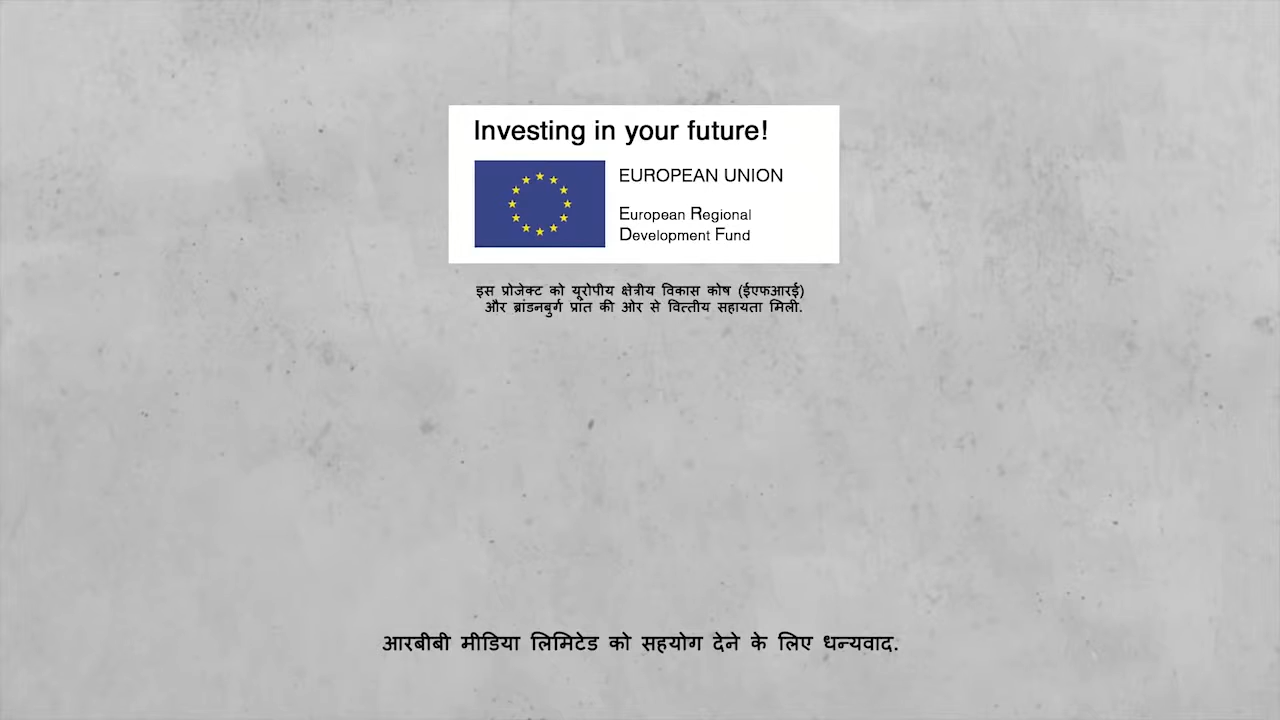 Investing in your future!
EUROPEAN UNION
European Regional
Development Fund
इस प्रोजेक्ट को यूरोपीय क्षेत्रीय विकास कोष (ईएफआरई)
और ब्रांडनबुर्ग प्रांत की ओर से वित्तीय सहायता मिली.
आरबीबी मीडिया लिमिटेड को सहयोग देने के लिए धन्यवाद.